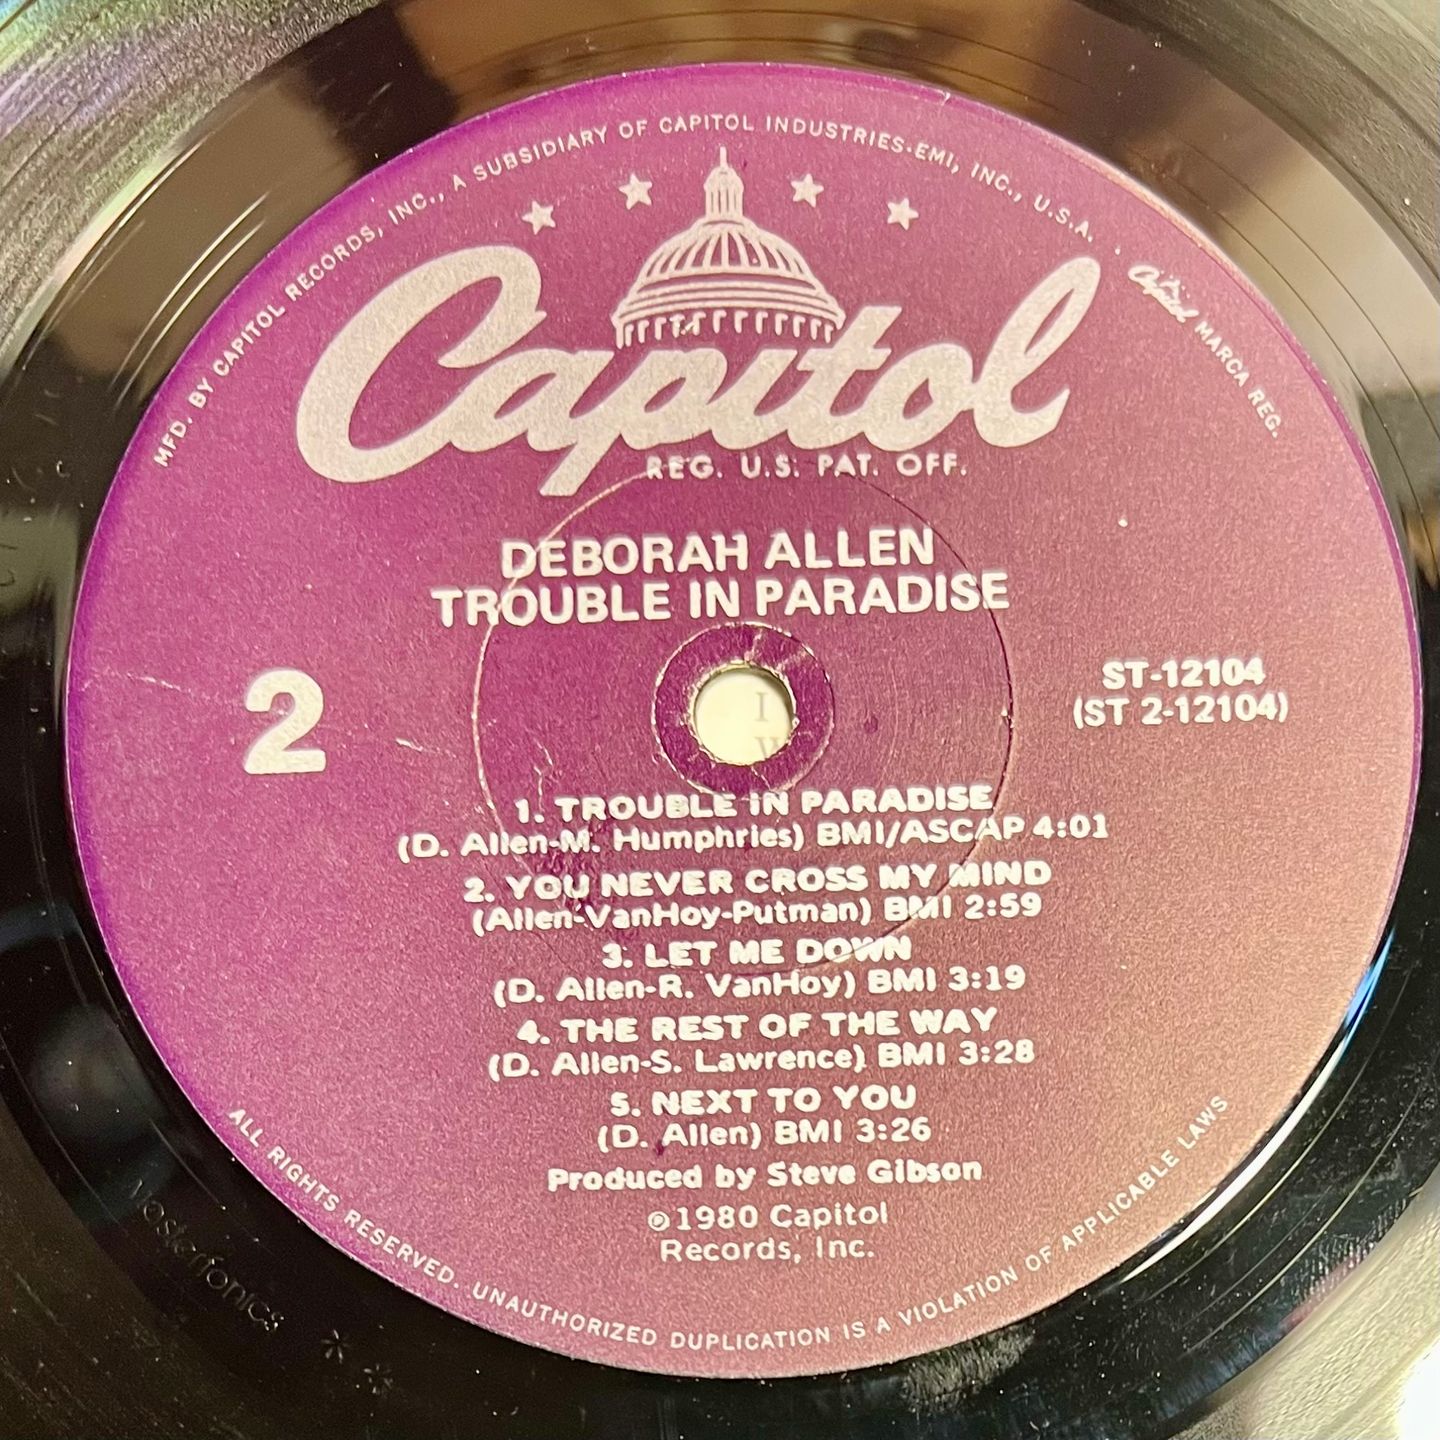 MFD. BY CAPITOL RECORDS, INC., A SUBSIDIARY OF CAPITOL INDUSTRIES-EMI, INC., U.S.A. . Capitol MARCA REG.
Capitol
REG. U.S. PAT. OFF.
DEBORAH ALLEN
TROUBLE IN PARADISE
2
ST-12104
(ST 2-12104)
I
W
1. TROUBLE IN PARADISE
(D. Allen-M. Humphries) BMI/ASCAP 4:01
2. YOU NEVER CROSS MY MIND
(Allen-VanHoy-Putman) BMI 2:59
3. LET ME DOWN
(D. Allen-R. VanHoy) BMI 3:19
4. THE REST OF THE WAY
(D. Allen-S. Lawrence) BMI 3:28
5. NEXT TO YOU
(D. Allen) BMI 3:26
Produced by Steve Gibson
℗1980 Capitol
Records, Inc.
ALL RIGHTS RESERVED. UNAUTHORIZED DUPLICATION IS A VIOLATION OF APPLICABLE LAWS
Masterfonics **